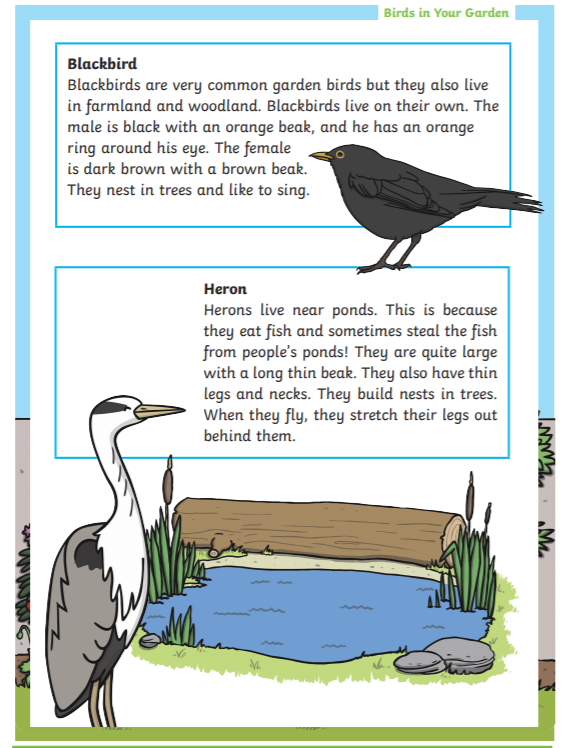 Birds in Your Garden
Blackbird
Blackbirds are very common garden birds but they also live
in farmland and woodland. Blackbirds live on their own. The
male is black with an orange beak, and he has an orange
ring around his eye. The female
is dark brown with a brown beak.
They nest in trees and like to sing.
Heron
Herons live near ponds. This is because
they eat fish and sometimes steal the fish
from people's ponds! They are quite large
with a long thin beak. They also have thin
legs and necks. They build nests in trees.
When they fly, they stretch their legs out
behind them.